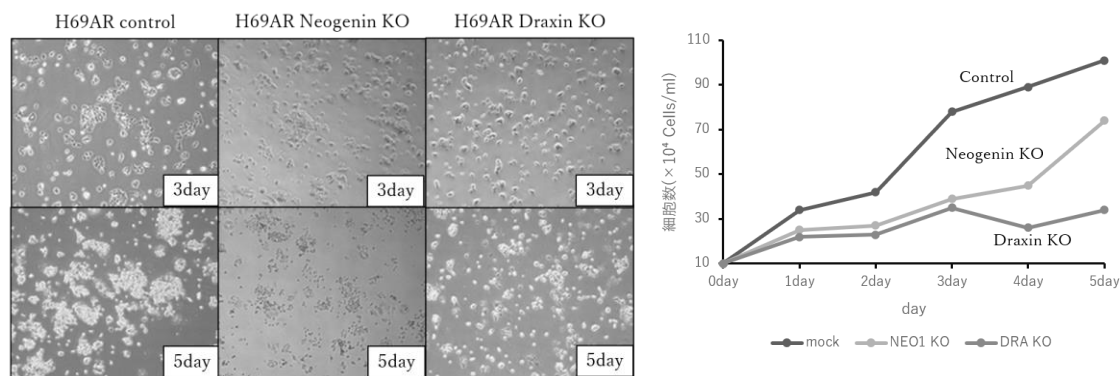 H69AR control
H69AR Neogenin KO
H69AR Draxin KO
3day
3day
3day
5day
5day
5day
細胞数(×10⁴ Cells/ml)
110
90
70
50
30
10
Control
Neogenin KO
Draxin KO
0day
1day
2day
3day
4day
5day
day
mock
NEO1 KO
DRA KO